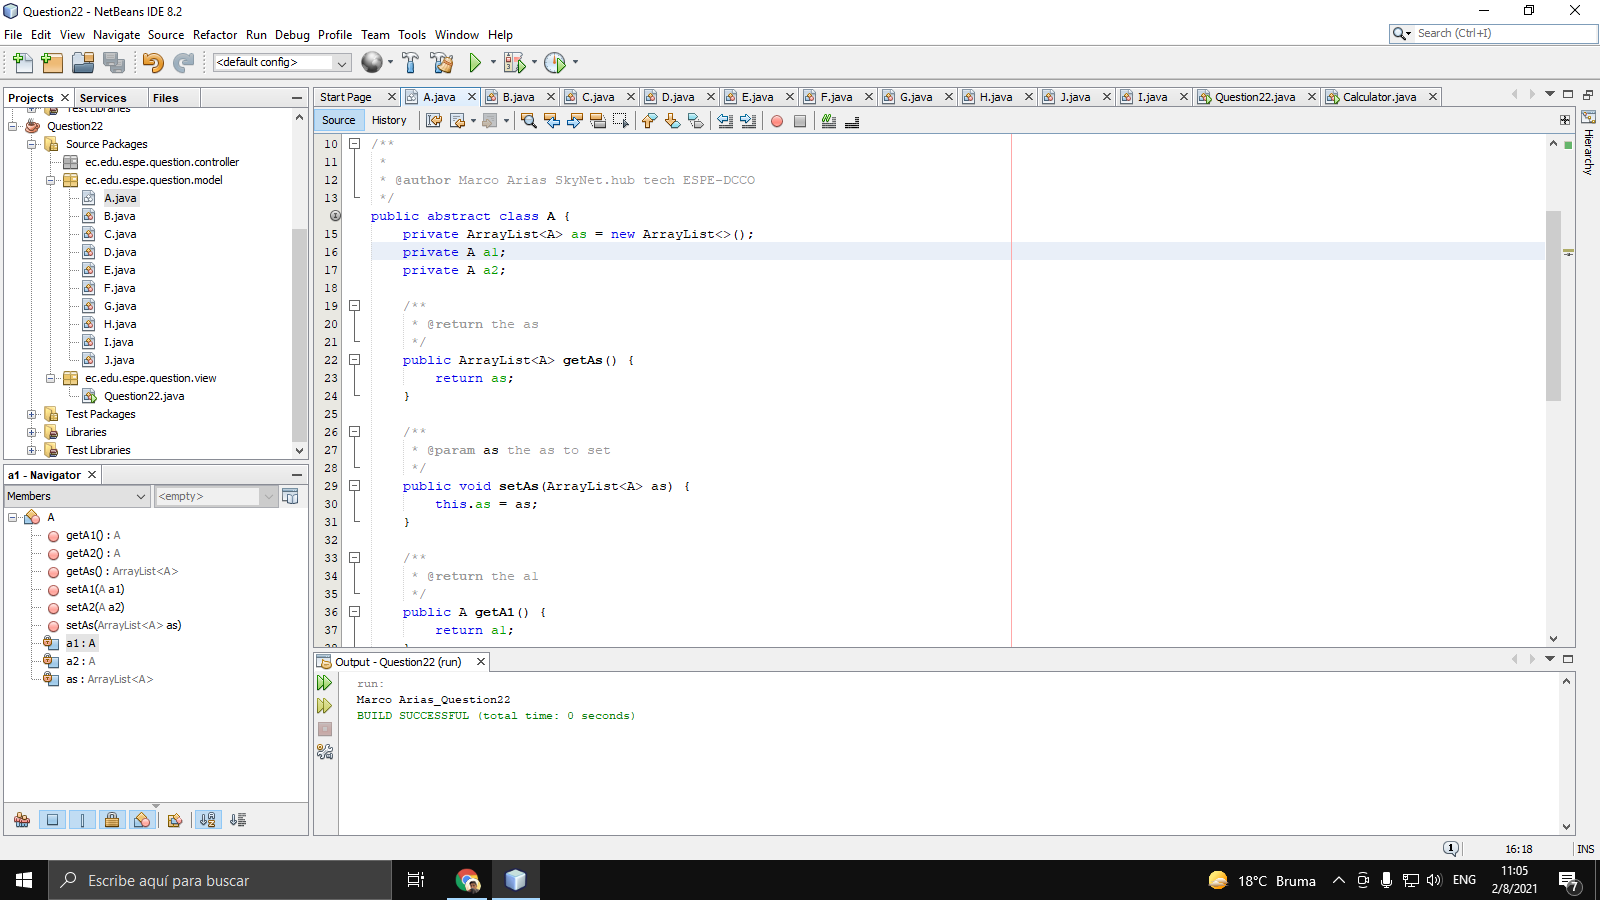 Question22 - NetBeans IDE 8.2
File Edit View Navigate Source Refactor Run Debug Profile Team Tools Window Help
Search (Ctrl+I)
<default config>
Projects Services Files
Test Libraries
Question22
Source Packages
ec.edu.espe.question.controller
ec.edu.espe.question.model
A.java
B.java
C.java
D.java
E.java
F.java
G.java
H.java
I.java
J.java
ec.edu.espe.question.view
Question22.java
Test Packages
Libraries
Test Libraries
a1 - Navigator
Members <empty>
A
getA1() : A
getA2() : A
getAs() : ArrayList<A>
setA1(A a1)
setA2(A a2)
setAs(ArrayList<A> as)
a1 : A
a2 : A
as : ArrayList<A>
Start Page A.java B.java C.java D.java E.java F.java G.java H.java J.java I.java Question22.java Calculator.java
Source History
10 /**
11 *
12 * @author Marco Arias SkyNet.hub tech ESPE-DCCO
13 */
public abstract class A {
15 private ArrayList<A> as = new ArrayList<>();
16 private A a1;
17 private A a2;
18
19 /**
20 * @return the as
21 */
22 public ArrayList<A> getAs() {
23 return as;
24 }
25
26 /**
27 * @param as the as to set
28 */
29 public void setAs(ArrayList<A> as) {
30 this.as = as;
31 }
32
33 /**
34 * @return the a1
35 */
36 public A getA1() {
37 return a1;
Hierarchy
Output - Question22 (run)
run:
Marco Arias_Question22
BUILD SUCCESSFUL (total time: 0 seconds)
1 16:18 INS
Escribe aquí para buscar
18°C Bruma
ENG
11:05
2/8/2021
7